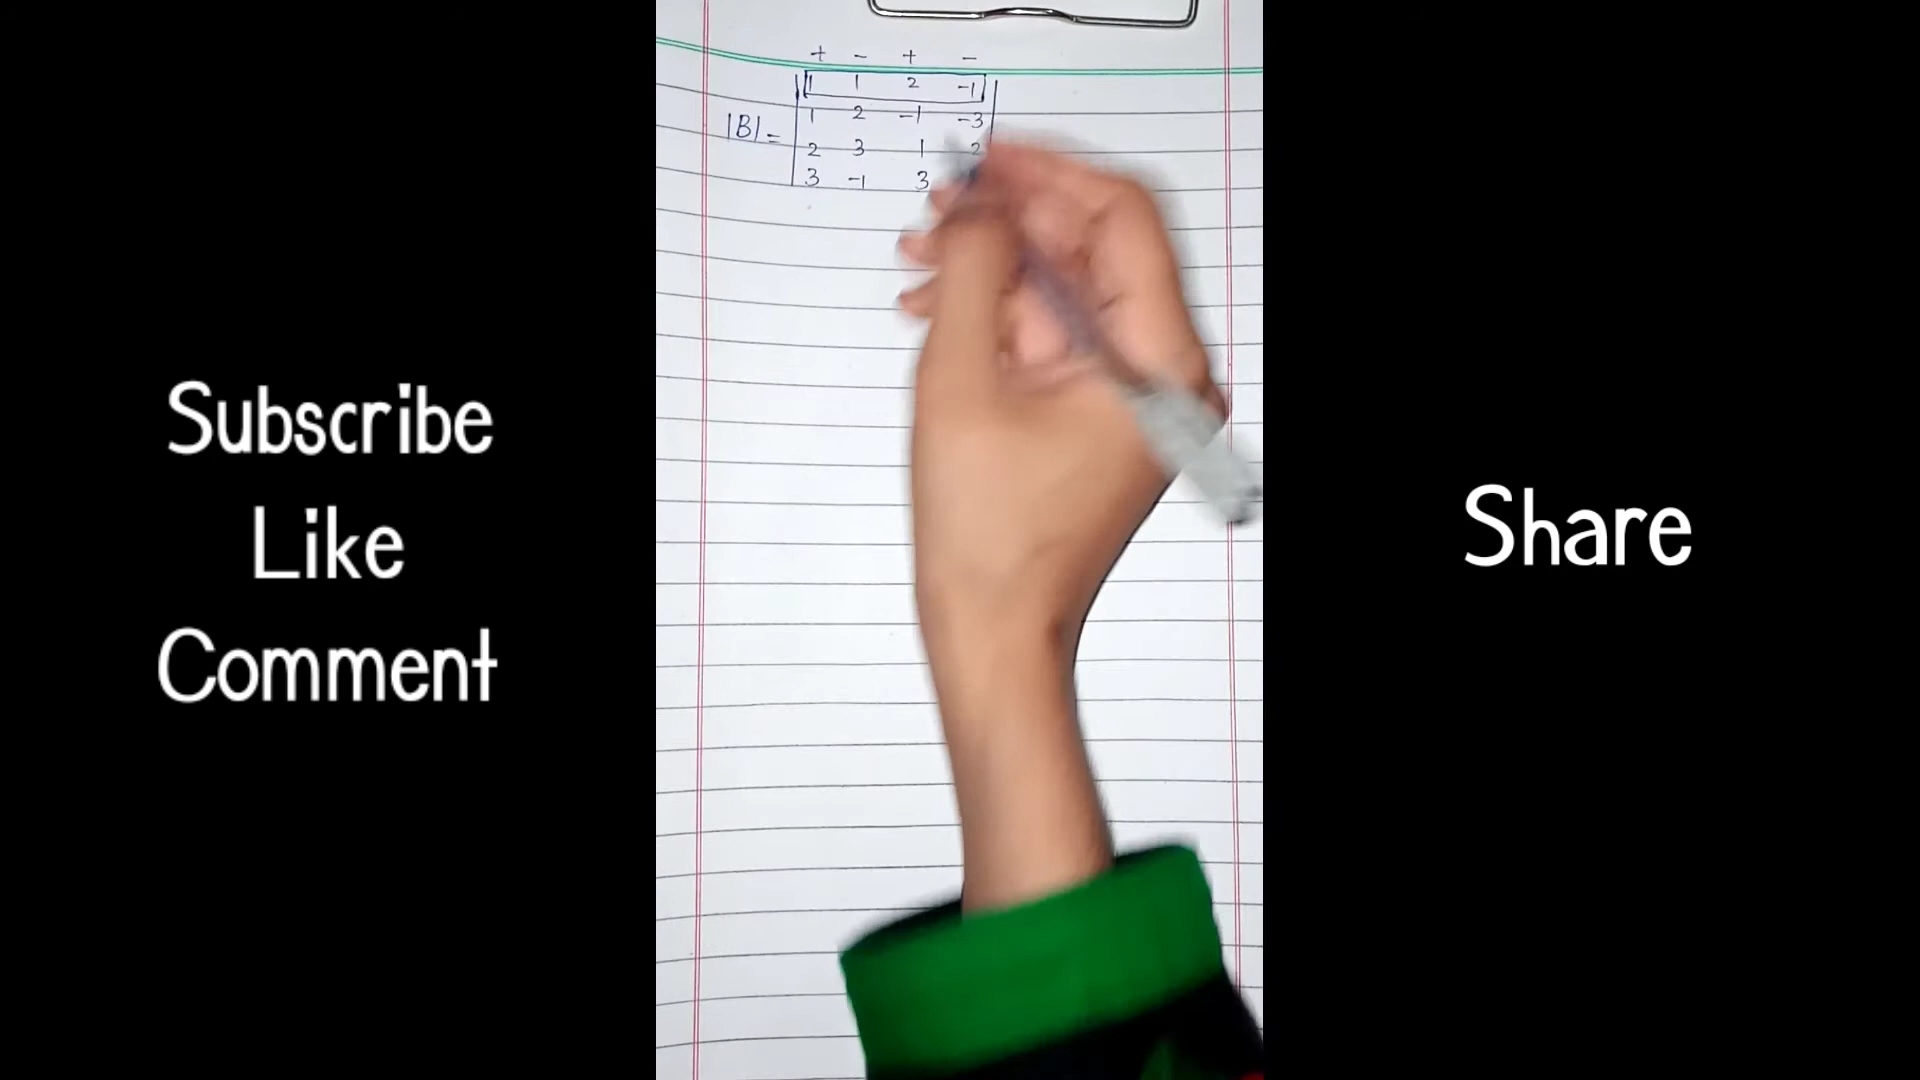 Subscribe
Like
Comment
+ - + -
1 1 2 -1
1 2 -1 -3
|B| =
2 3 1 2
3 -1 3
Share